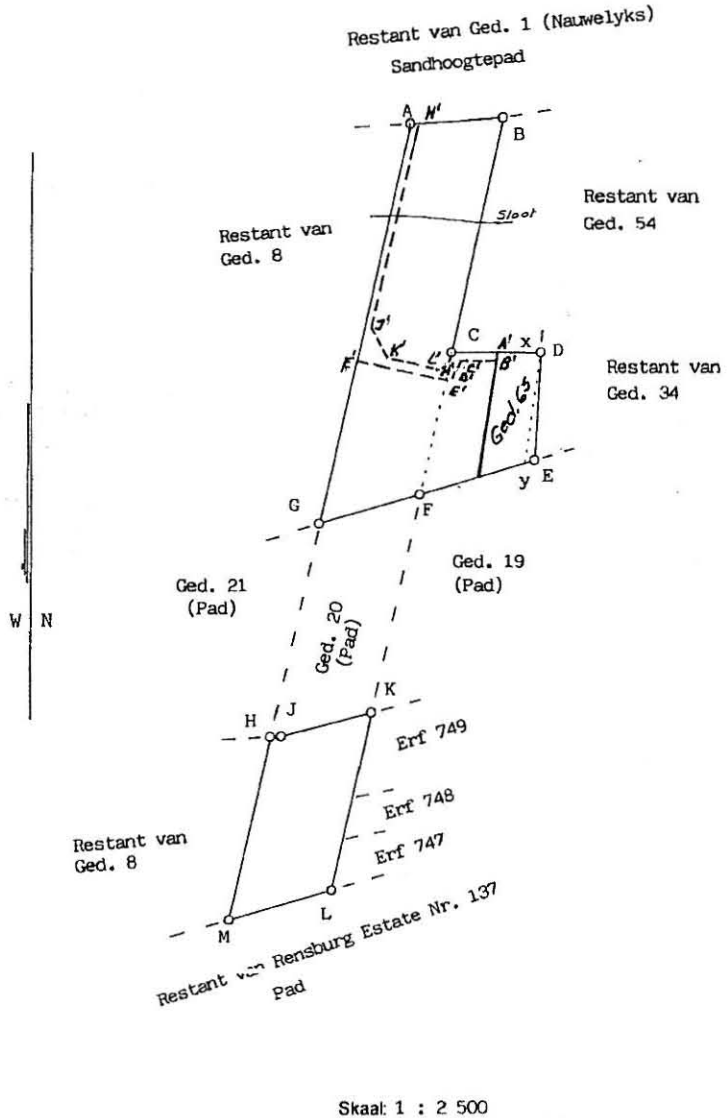 Restant van Ged. 1 (Nauwelyks)
Sandhoogtepad
A
H'
B
Sloot
Restant van
Ged. 54
Restant van
Ged. 8
J'
K'
L'
C
A'
x
D
B'
C'
D'
E'
F'
Restant van
Ged. 34
Ged. 65
y
E
G
F
Ged. 21
(Pad)
Ged. 20
(Pad)
Ged. 19
(Pad)
W
N
H
J
K
Erf 749
Erf 748
Erf 747
Restant van
Ged. 8
M
L
Restant van Rensburg Estate Nr. 137
Pad
Skaal: 1 : 2 500